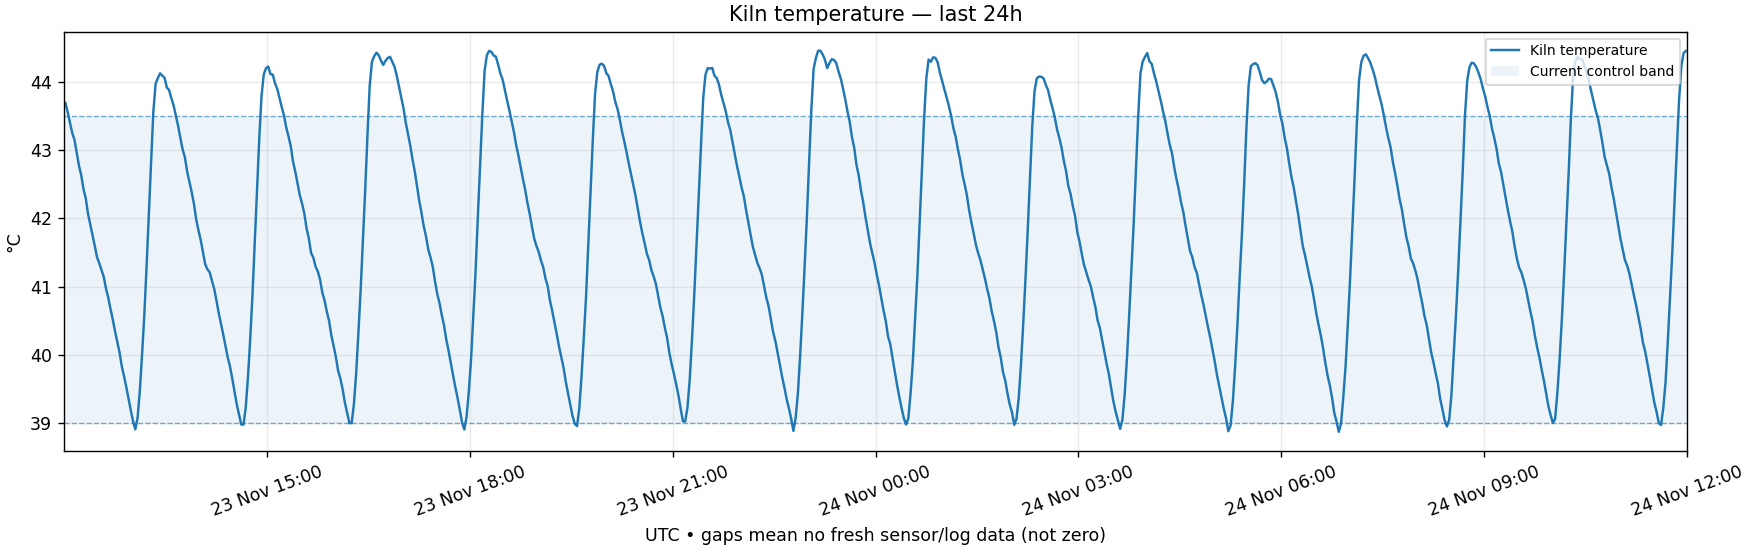 Kiln temperature — last 24h
Kiln temperature
Current control band
°C
44
43
42
41
40
39
23 Nov 15:00
23 Nov 18:00
23 Nov 21:00
24 Nov 00:00
24 Nov 03:00
24 Nov 06:00
24 Nov 09:00
24 Nov 12:00
UTC • gaps mean no fresh sensor/log data (not zero)